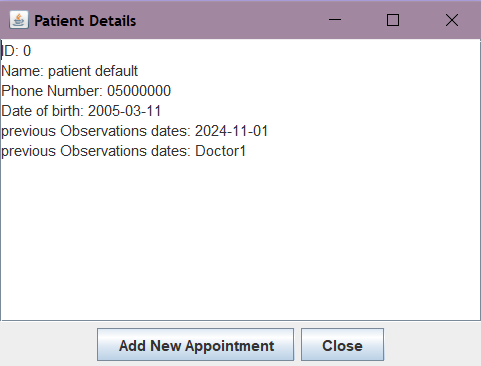 Patient Details
ID: 0
Name: patient default
Phone Number: 05000000
Date of birth: 2005-03-11
previous Observations dates: 2024-11-01
previous Observations dates: Doctor1
Add New Appointment
Close